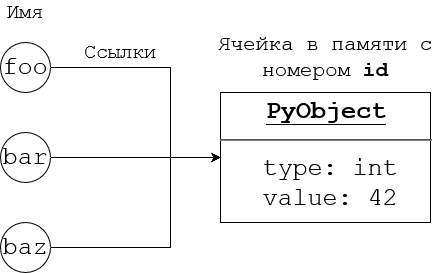 Имя
foo
Ссылки
bar
baz
Ячейка в памяти с
номером id
PyObject
type: int
value: 42